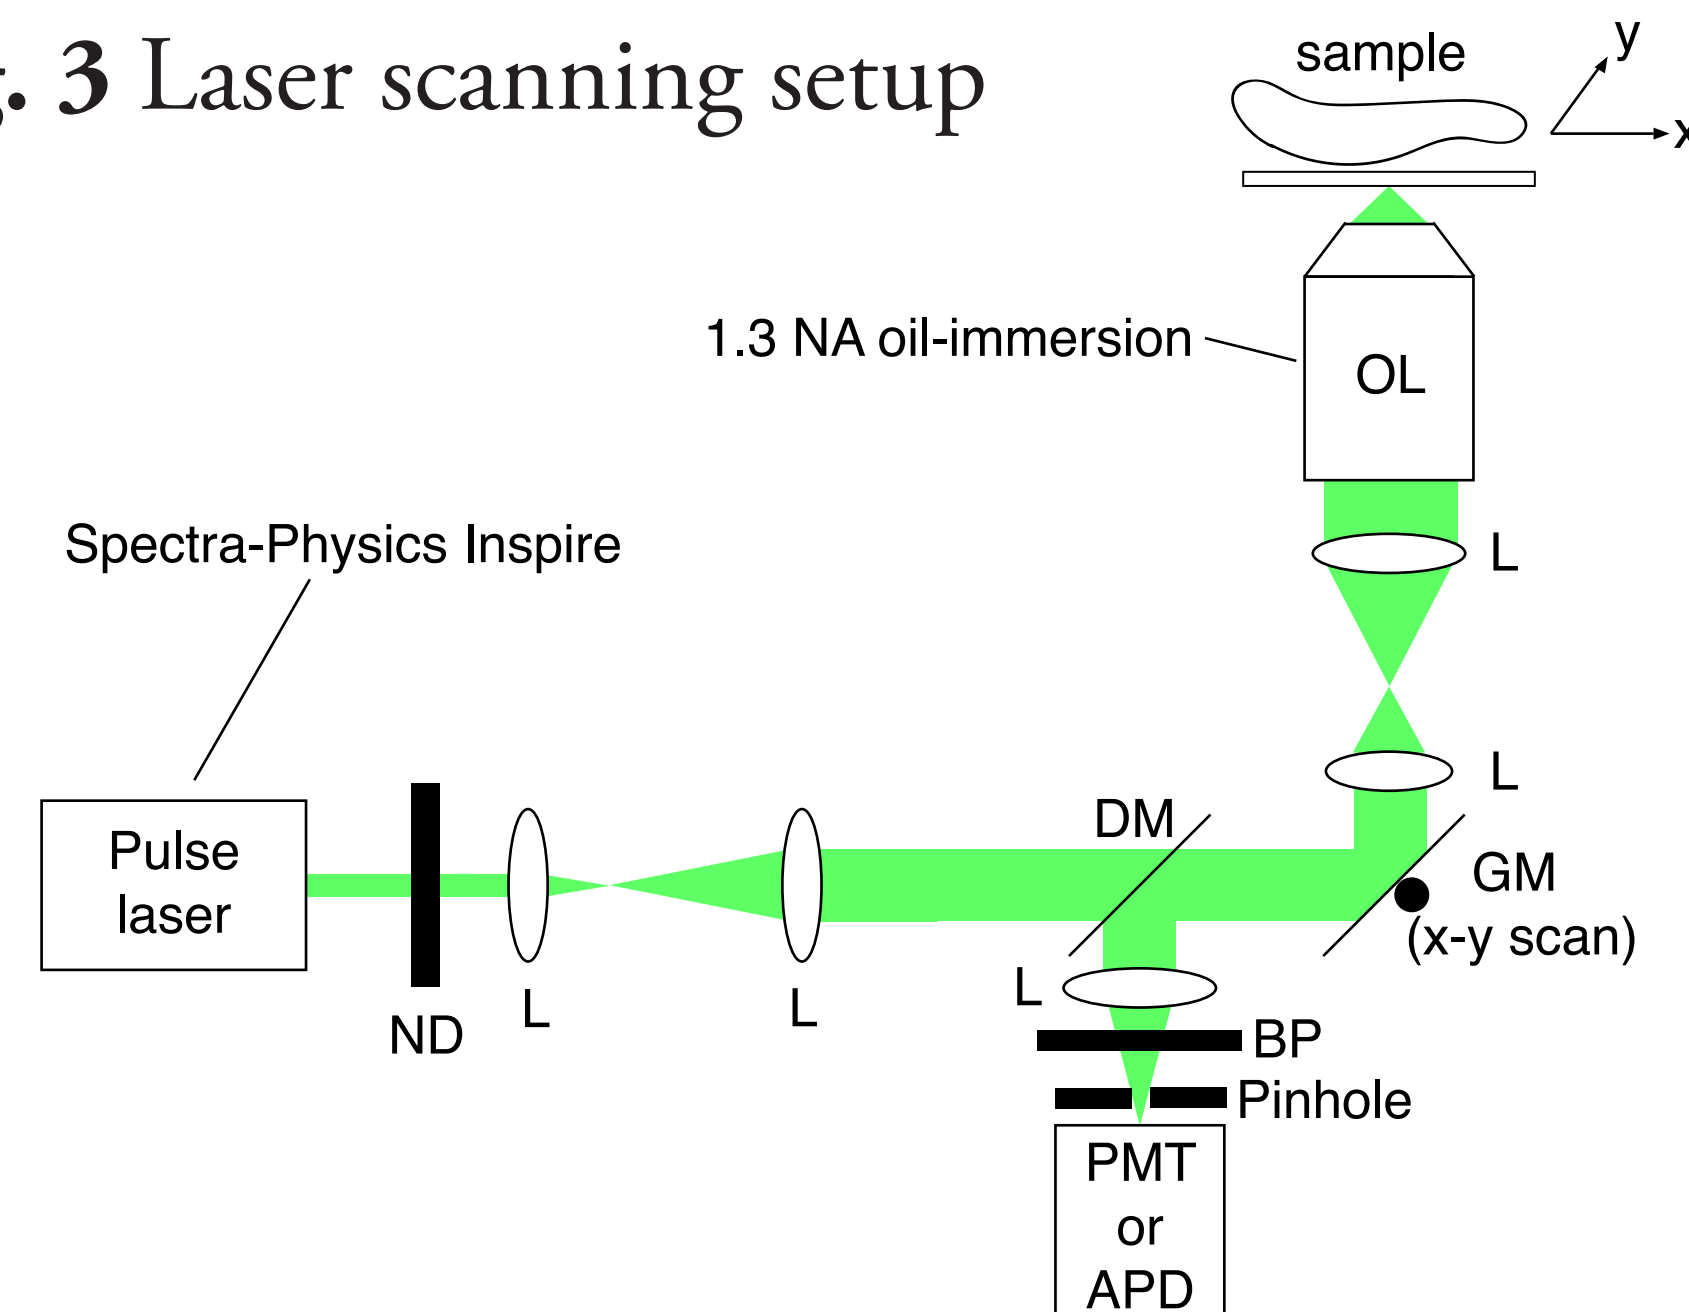 . 3 Laser scanning setup
sample
y
x
1.3 NA oil-immersion
OL
Spectra-Physics Inspire
L
L
Pulse
laser
DM
GM
(x-y scan)
ND
L
L
L
BP
Pinhole
PMT
or
APD